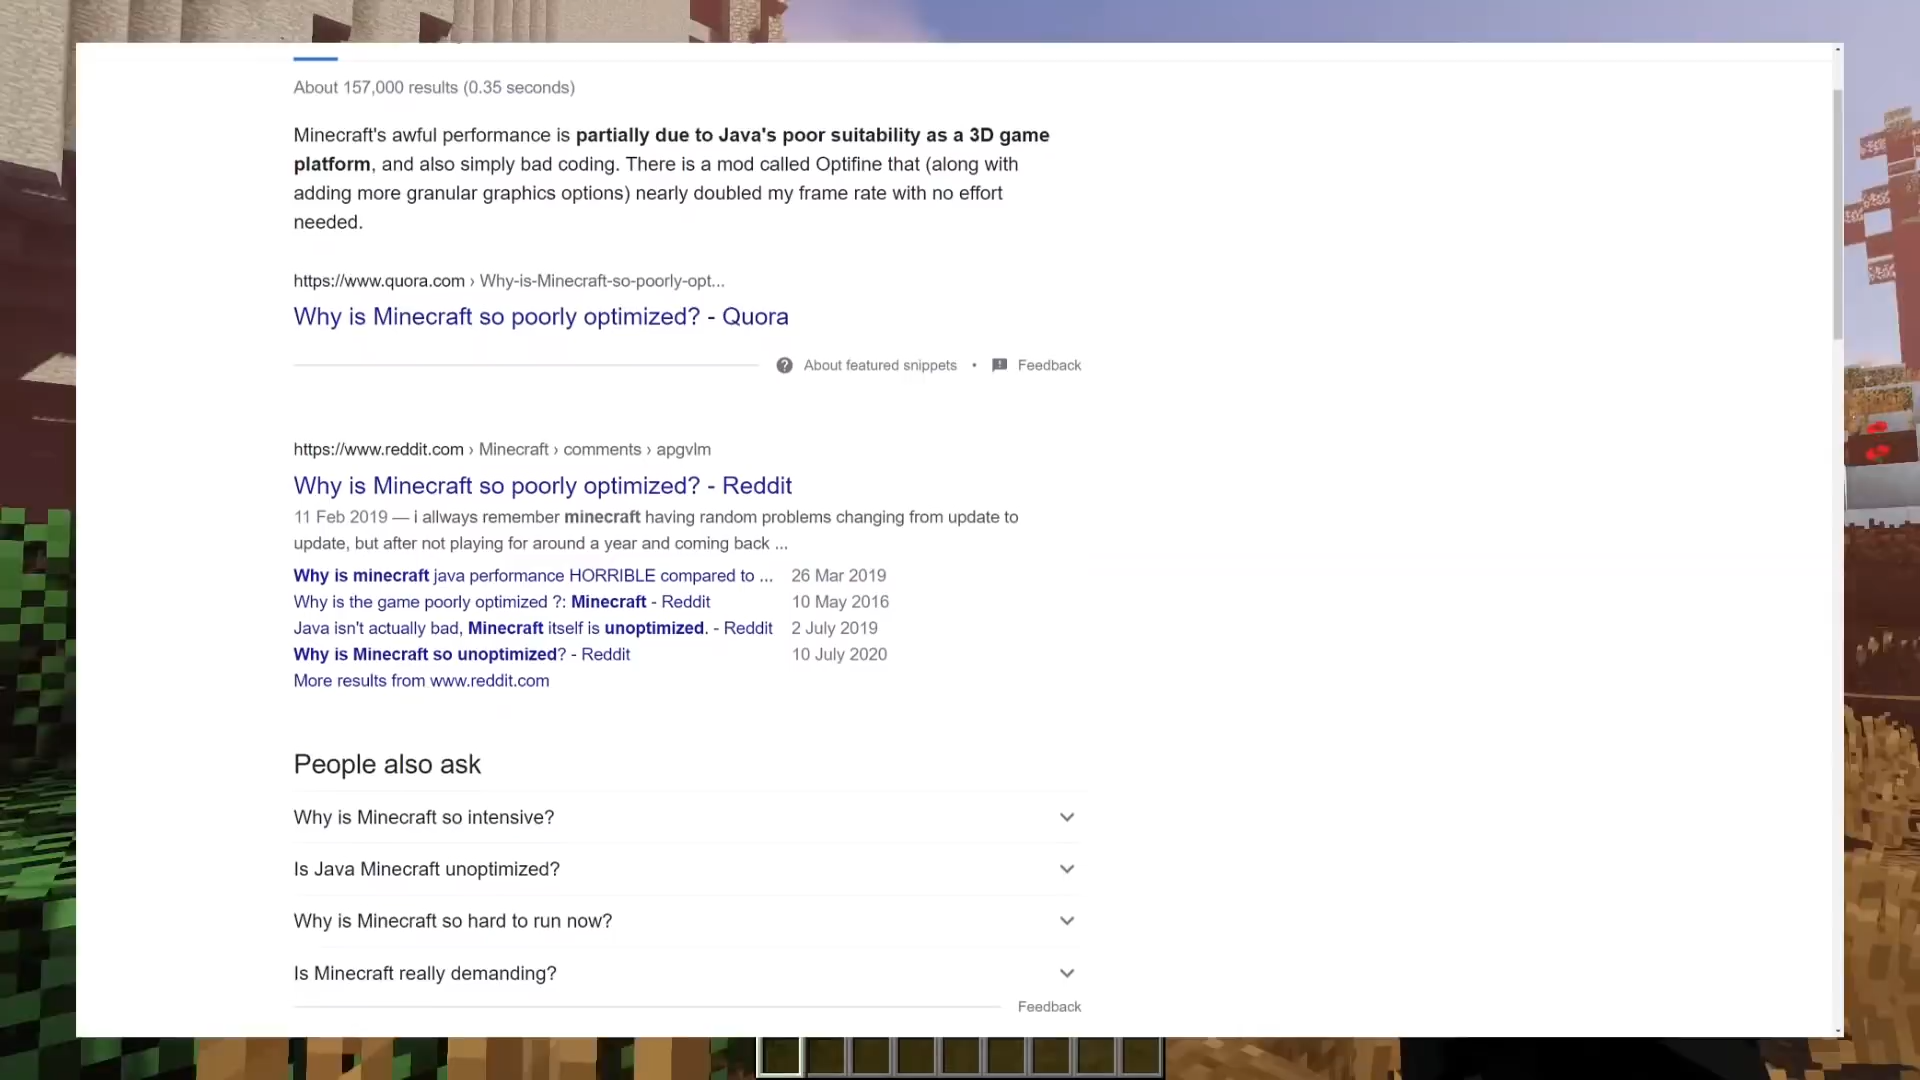 About 157,000 results (0.35 seconds)
Minecraft's awful performance is partially due to Java's poor suitability as a 3D game
platform, and also simply bad coding. There is a mod called Optifine that (along with
adding more granular graphics options) nearly doubled my frame rate with no effort
needed.
https://www.quora.com › Why-is-Minecraft-so-poorly-opt...
Why is Minecraft so poorly optimized? - Quora
About featured snippets • Feedback
https://www.reddit.com › Minecraft › comments › apgvlm
Why is Minecraft so poorly optimized? - Reddit
11 Feb 2019 — i allways remember minecraft having random problems changing from update to
update, but after not playing for around a year and coming back ...
Why is minecraft java performance HORRIBLE compared to ... 26 Mar 2019
Why is the game poorly optimized ?: Minecraft - Reddit 10 May 2016
Java isn't actually bad, Minecraft itself is unoptimized. - Reddit 2 July 2019
Why is Minecraft so unoptimized? - Reddit 10 July 2020
More results from www.reddit.com
People also ask
Why is Minecraft so intensive?
Is Java Minecraft unoptimized?
Why is Minecraft so hard to run now?
Is Minecraft really demanding?
Feedback